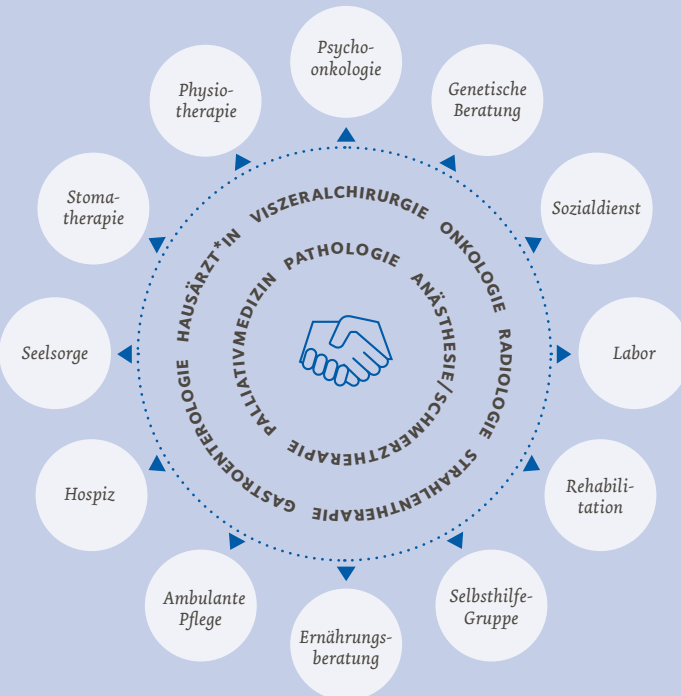 Psycho-
onkologie
Genetische
Beratung
Sozialdienst
Labor
Rehabili-
tation
Selbsthilfe-
Gruppe
Ernährungs-
beratung
Ambulante
Pflege
Hospiz
Seelsorge
Stoma-
therapie
Physio-
therapie
HAUSÄRZT*IN VISZERALCHIRURGIE ONKOLOGIE RADIOLOGIE STRAHLENTHERAPIE GASTROENTEROLOGIE
PALLIATIVMEDIZIN PATHOLOGIE ANÄSTHESIE/SCHMERZTHERAPIE